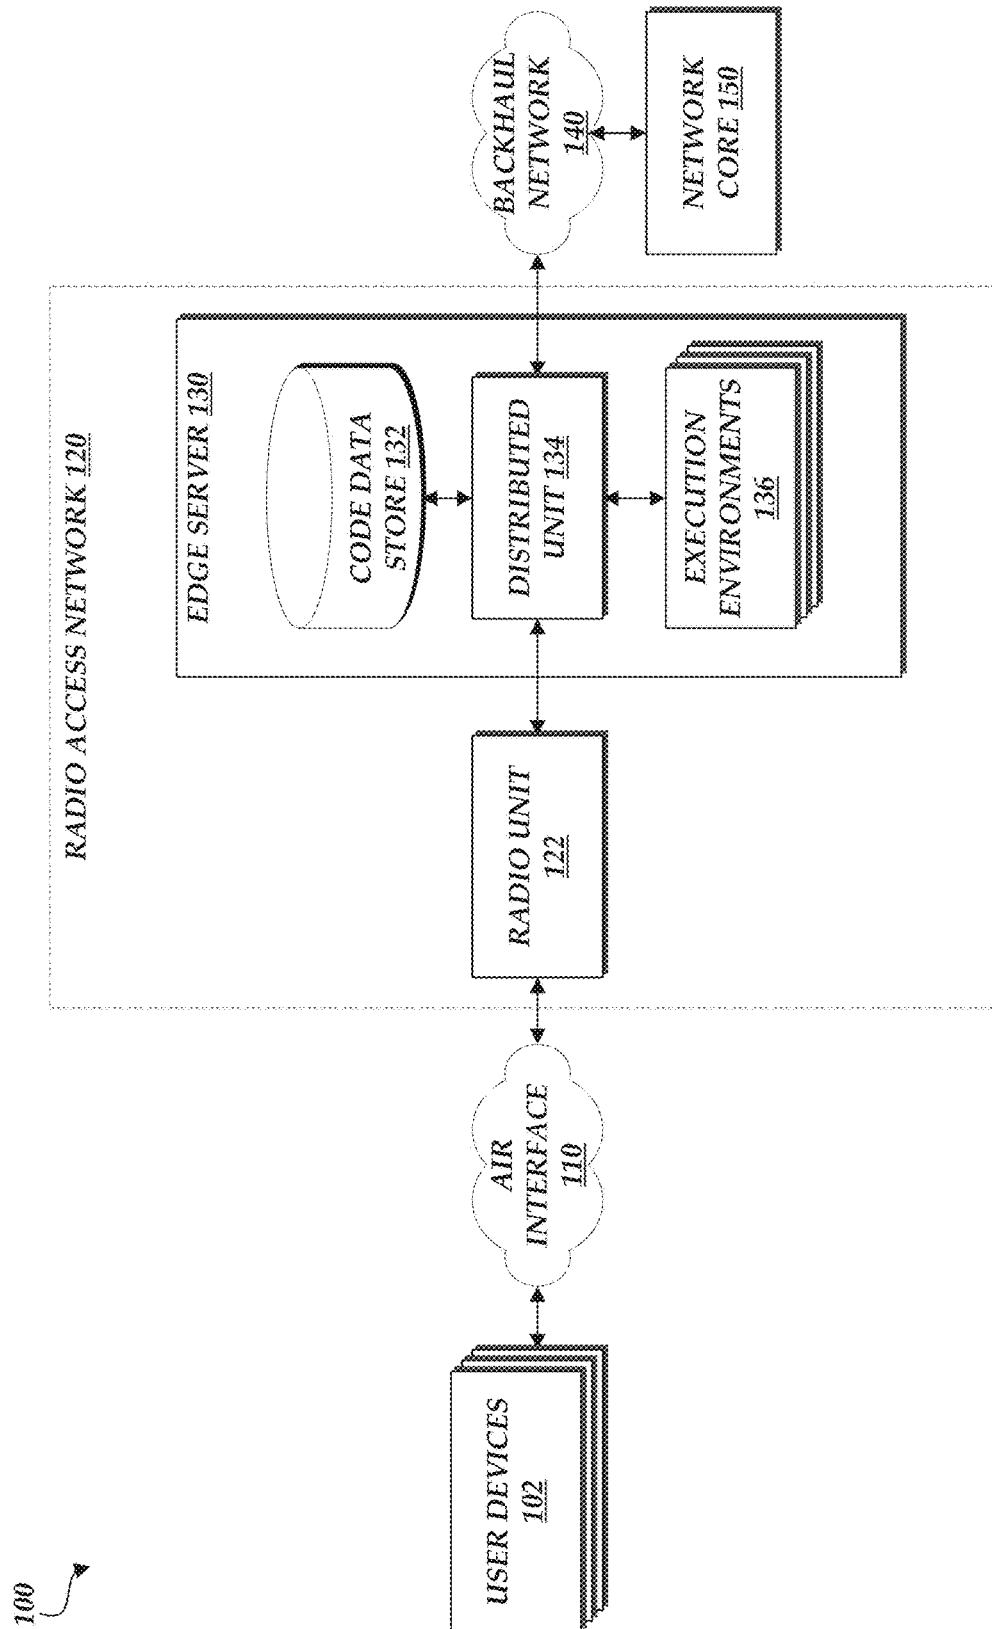 100
RADIO ACCESS NETWORK 120
EDGE SERVER 130
CODE DATA
STORE 132
USER DEVICES
102
AIR
INTERFACE
110
RADIO UNIT
122
DISTRIBUTED
UNIT 134
BACKHAUL
NETWORK
140
EXECUTION
ENVIRONMENTS
136
NETWORK
CORE 150